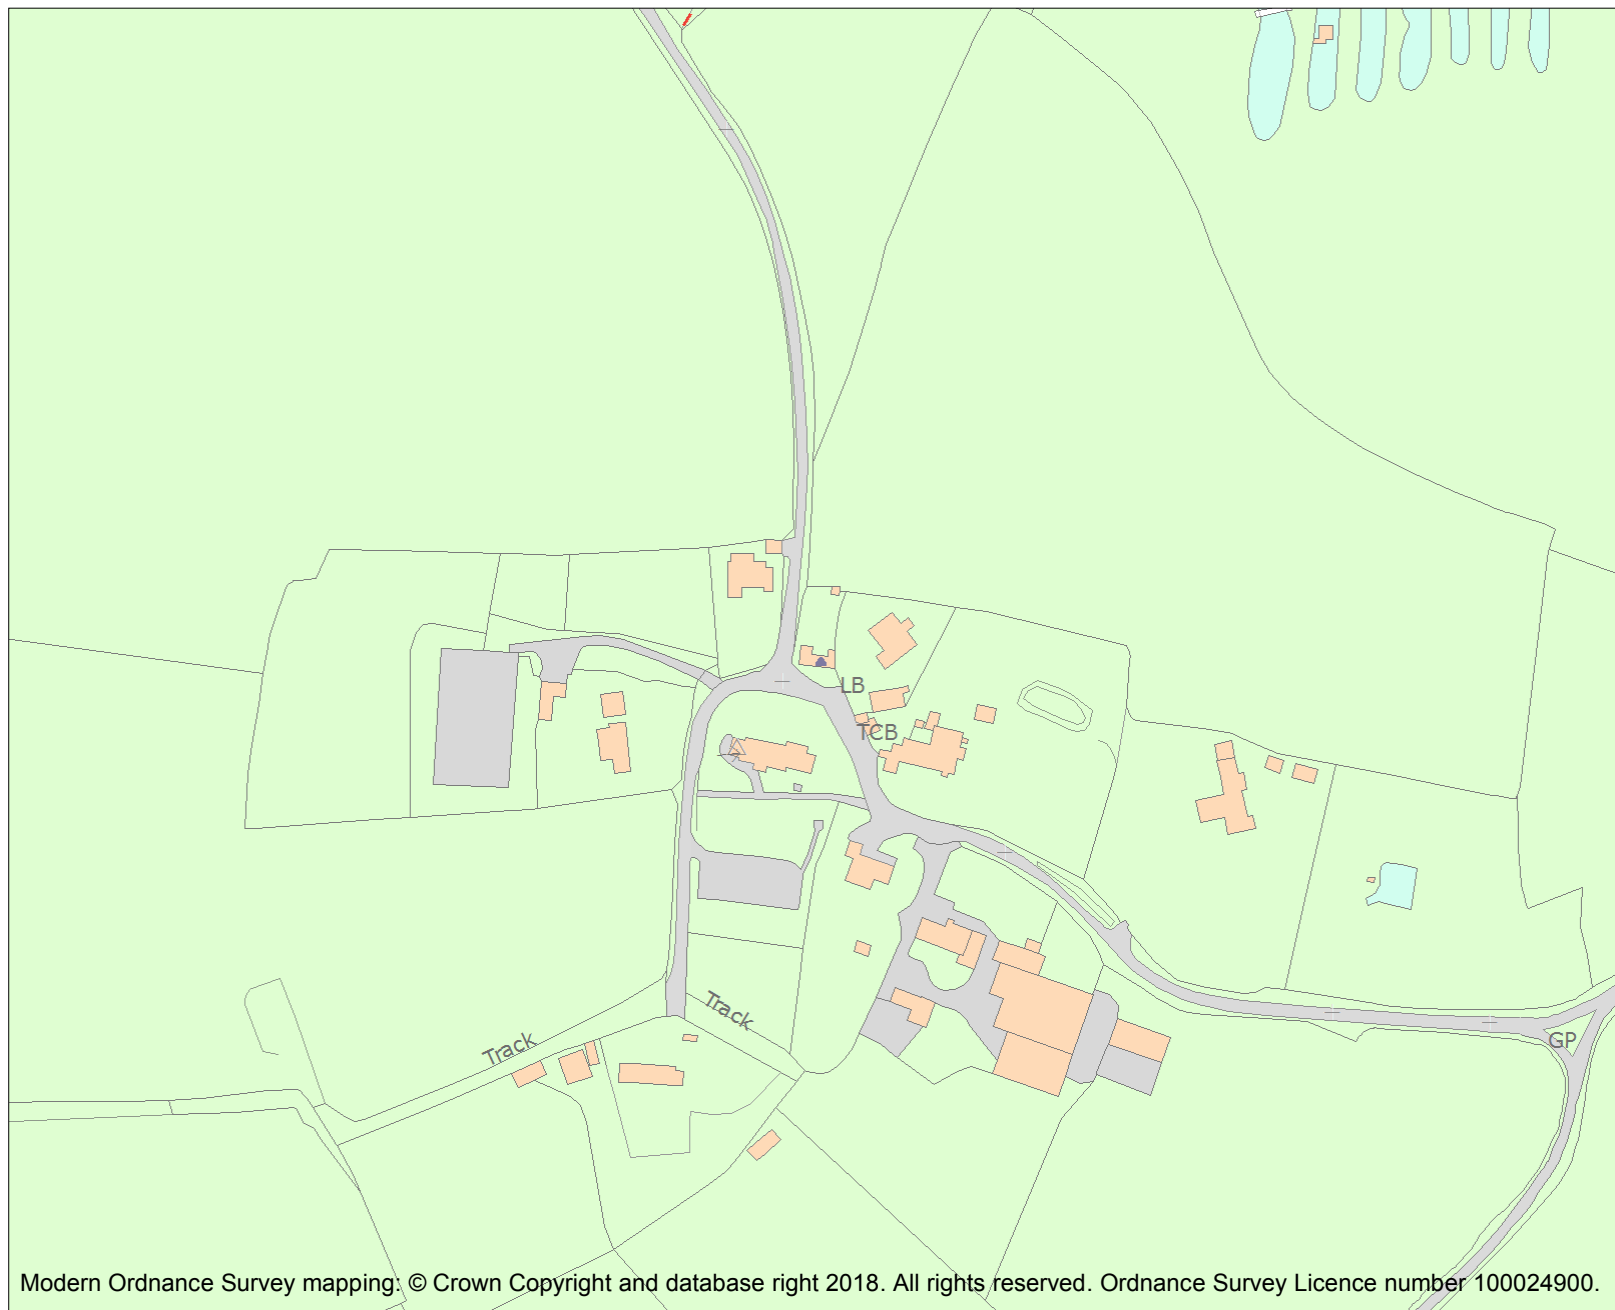 LB
TCB
Track
Track
GP
Modern Ordnance Survey mapping: © Crown Copyright and database right 2018. All rights reserved. Ordnance Survey Licence number 100024900.